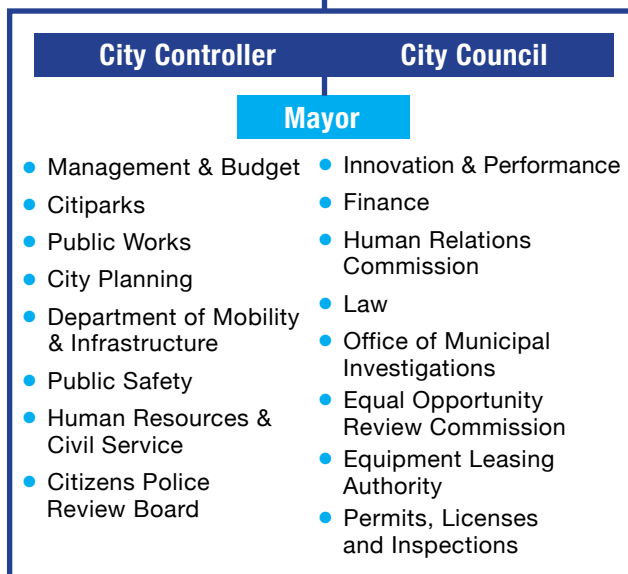 City Controller
City Council
Mayor
Management & Budget
Citiparks
Public Works
City Planning
Department of Mobility
& Infrastructure
Public Safety
Human Resources &
Civil Service
Citizens Police
Review Board
Innovation & Performance
Finance
Human Relations
Commission
Law
Office of Municipal
Investigations
Equal Opportunity
Review Commission
Equipment Leasing
Authority
Permits, Licenses
and Inspections